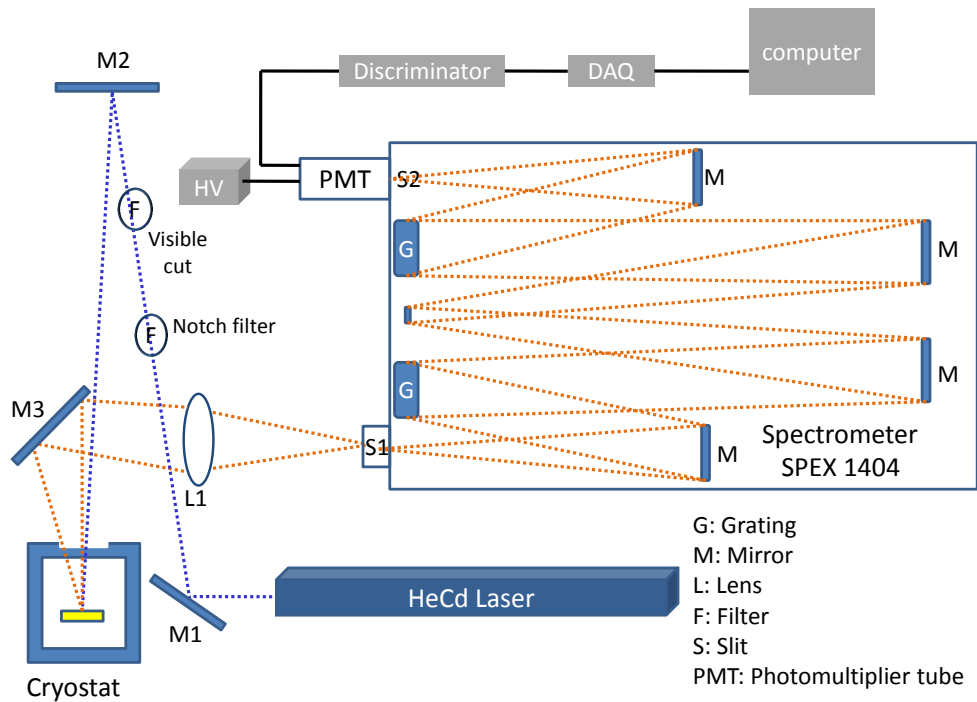 M2
Discriminator
DAQ
computer
HV
PMT
S2
M
F
Visible
cut
G
M
F
Notch filter
M3
G
M
S1
M
L1
Spectrometer
SPEX 1404
M1
HeCd Laser
Cryostat
G: Grating
M: Mirror
L: Lens
F: Filter
S: Slit
PMT: Photomultiplier tube